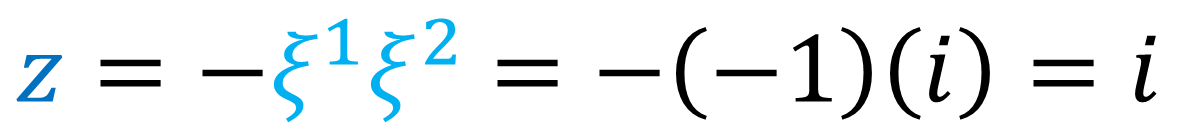 z = −ξ¹ξ² = −(−1)(i) = i